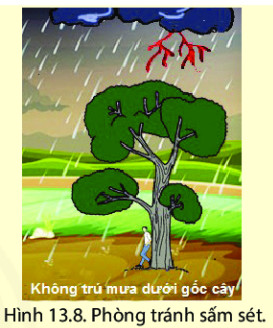 Không trú mưa dưới gốc cây
Hình 13.8. Phòng tránh sấm sét.